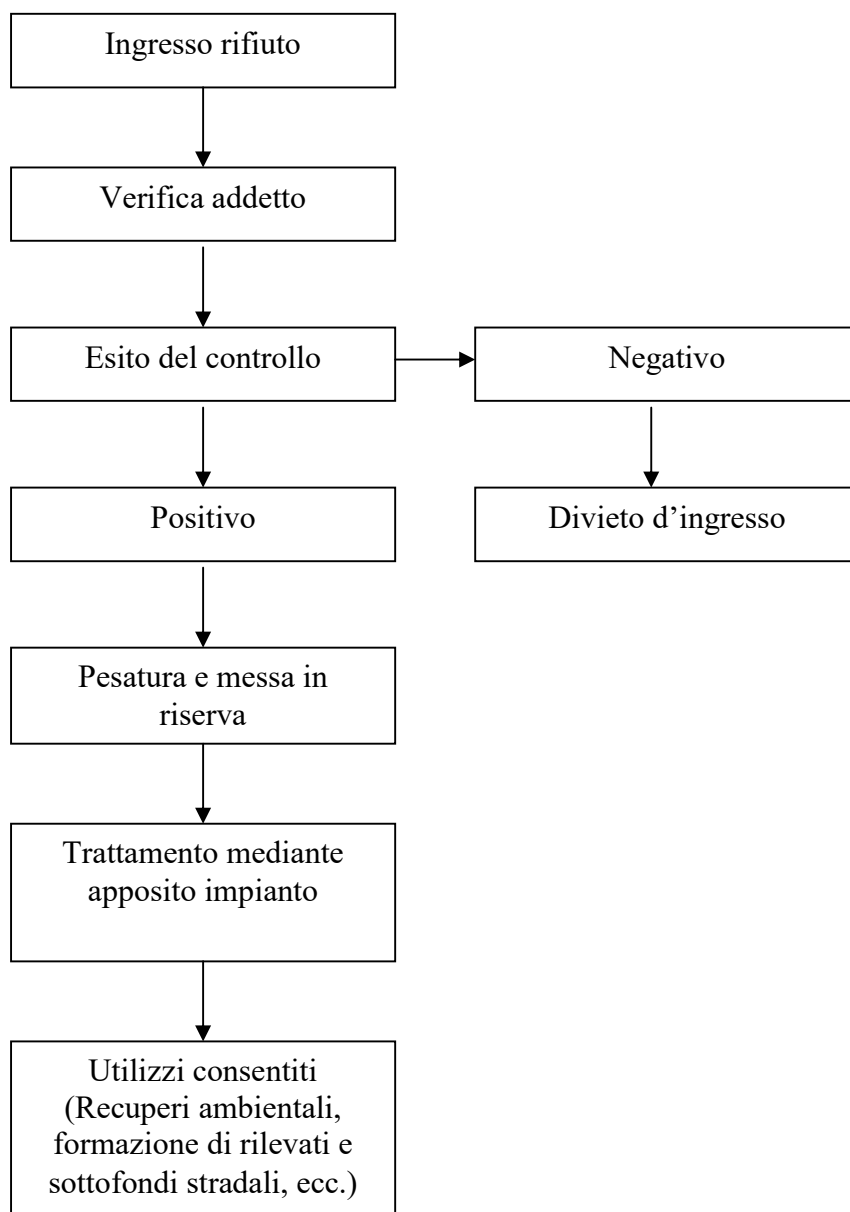 Ingresso rifiuto
Verifica addetto
Esito del controllo
Negativo
Positivo
Divieto d’ingresso
Pesatura e messa in
riserva
Trattamento mediante
apposito impianto
Utilizzi consentiti
(Recuperi ambientali,
formazione di rilevati e
sottofondi stradali, ecc.)